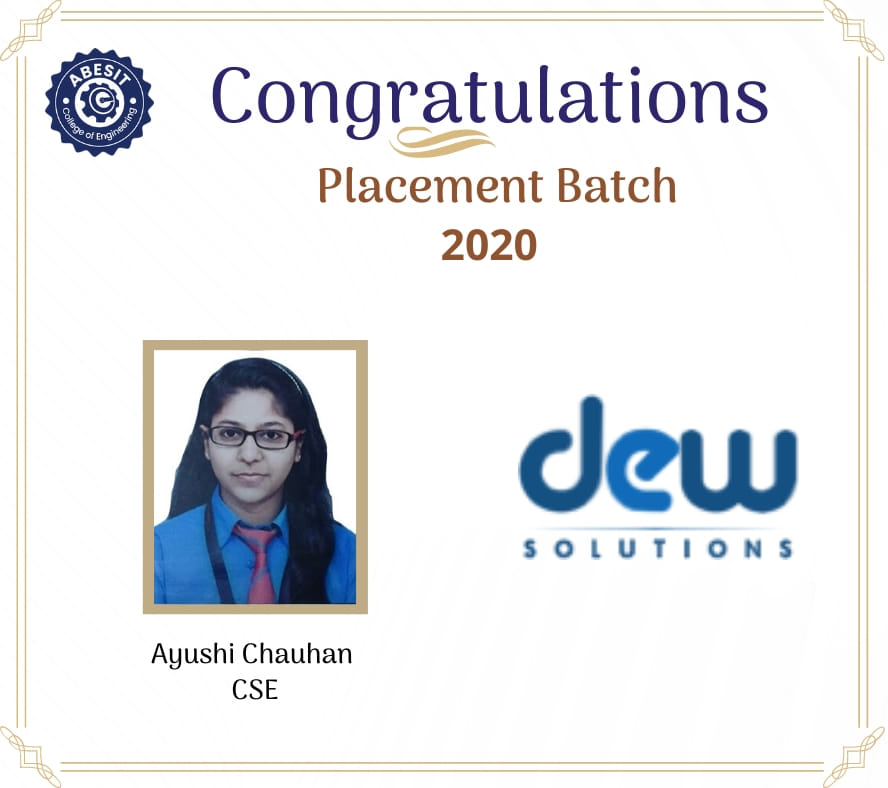 ABESIT
College of Engineering
Congratulations
Placement Batch
2020
dew
SOLUTIONS
Ayushi Chauhan
CSE